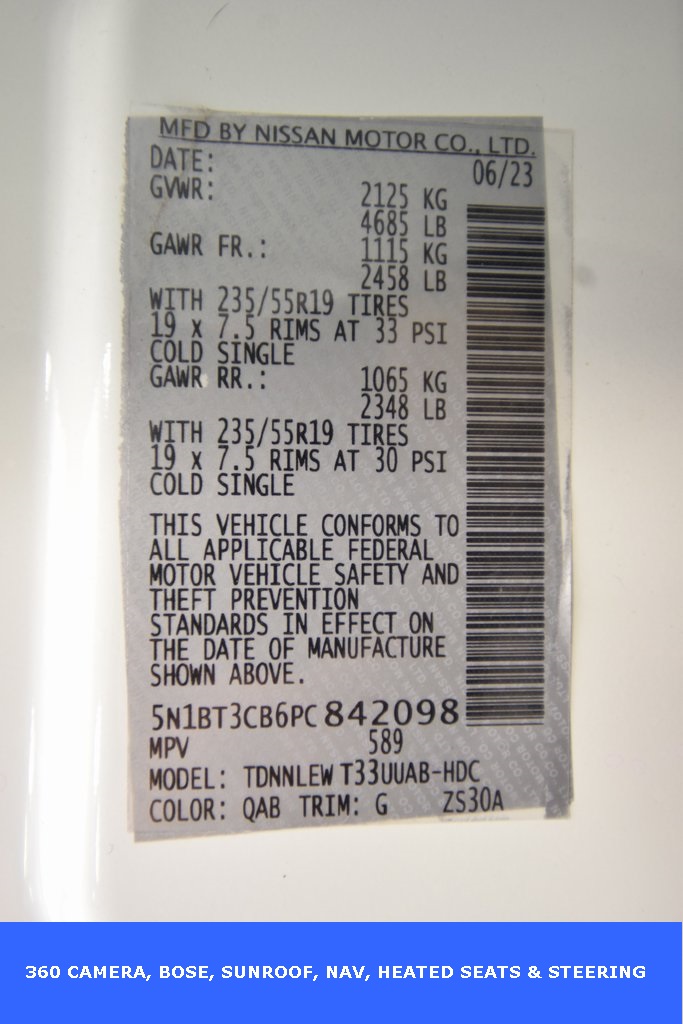 MFD BY NISSAN MOTOR CO., LTD.
DATE: 06/23
GVWR: 2125 KG
4685 LB
GAWR FR.: 1115 KG
2458 LB
WITH 235/55R19 TIRES
19 x 7.5 RIMS AT 33 PSI
COLD SINGLE
GAWR RR.: 1065 KG
2348 LB
WITH 235/55R19 TIRES
19 x 7.5 RIMS AT 30 PSI
COLD SINGLE
THIS VEHICLE CONFORMS TO
ALL APPLICABLE FEDERAL
MOTOR VEHICLE SAFETY AND
THEFT PREVENTION
STANDARDS IN EFFECT ON
THE DATE OF MANUFACTURE
SHOWN ABOVE.
5N1BT3CB6PC842098
MPV 589
MODEL: TDNNLEW T33UUAB-HDC
COLOR: QAB TRIM: G ZS30A
360 CAMERA, BOSE, SUNROOF, NAV, HEATED SEATS & STEERING